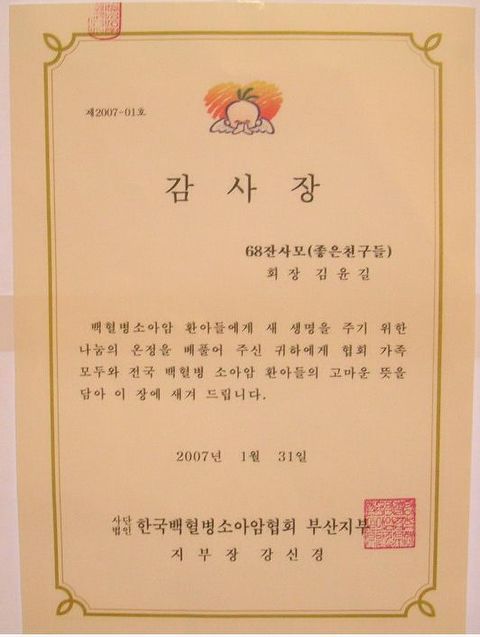 제2007-01호
감 사 장
68잔사모(좋은친구들)
회 장 김 윤 길
백혈병소아암 환아들에게 새 생명을 주기 위한
나눔의 온정을 베풀어 주신 귀하에게 협회 가족
모두와 전국 백혈병 소아암 환아들의 고마운 뜻을
담아 이 장에 새겨 드립니다.
2007년 1월 31일
사단
법인 한국백혈병소아암협회 부산지부
지 부 장 강 신 경